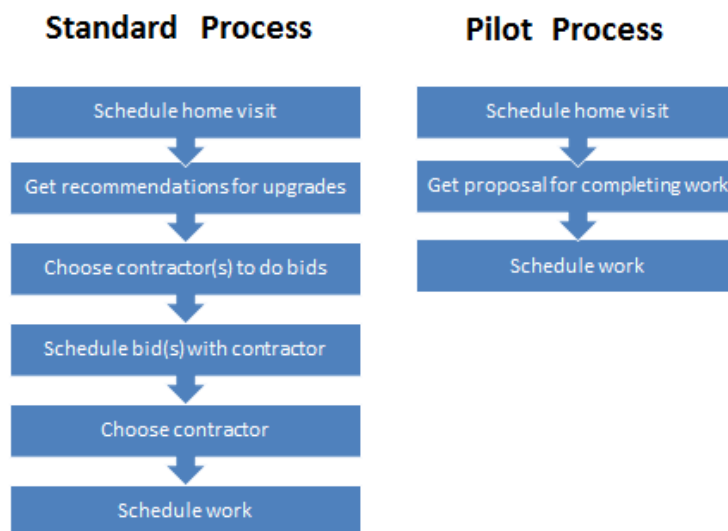 Standard Process
Schedule home visit
Get recommendations for upgrades
Choose contractor(s) to do bids
Schedule bid(s) with contractor
Choose contractor
Schedule work
Pilot Process
Schedule home visit
Get proposal for completing work
Schedule work